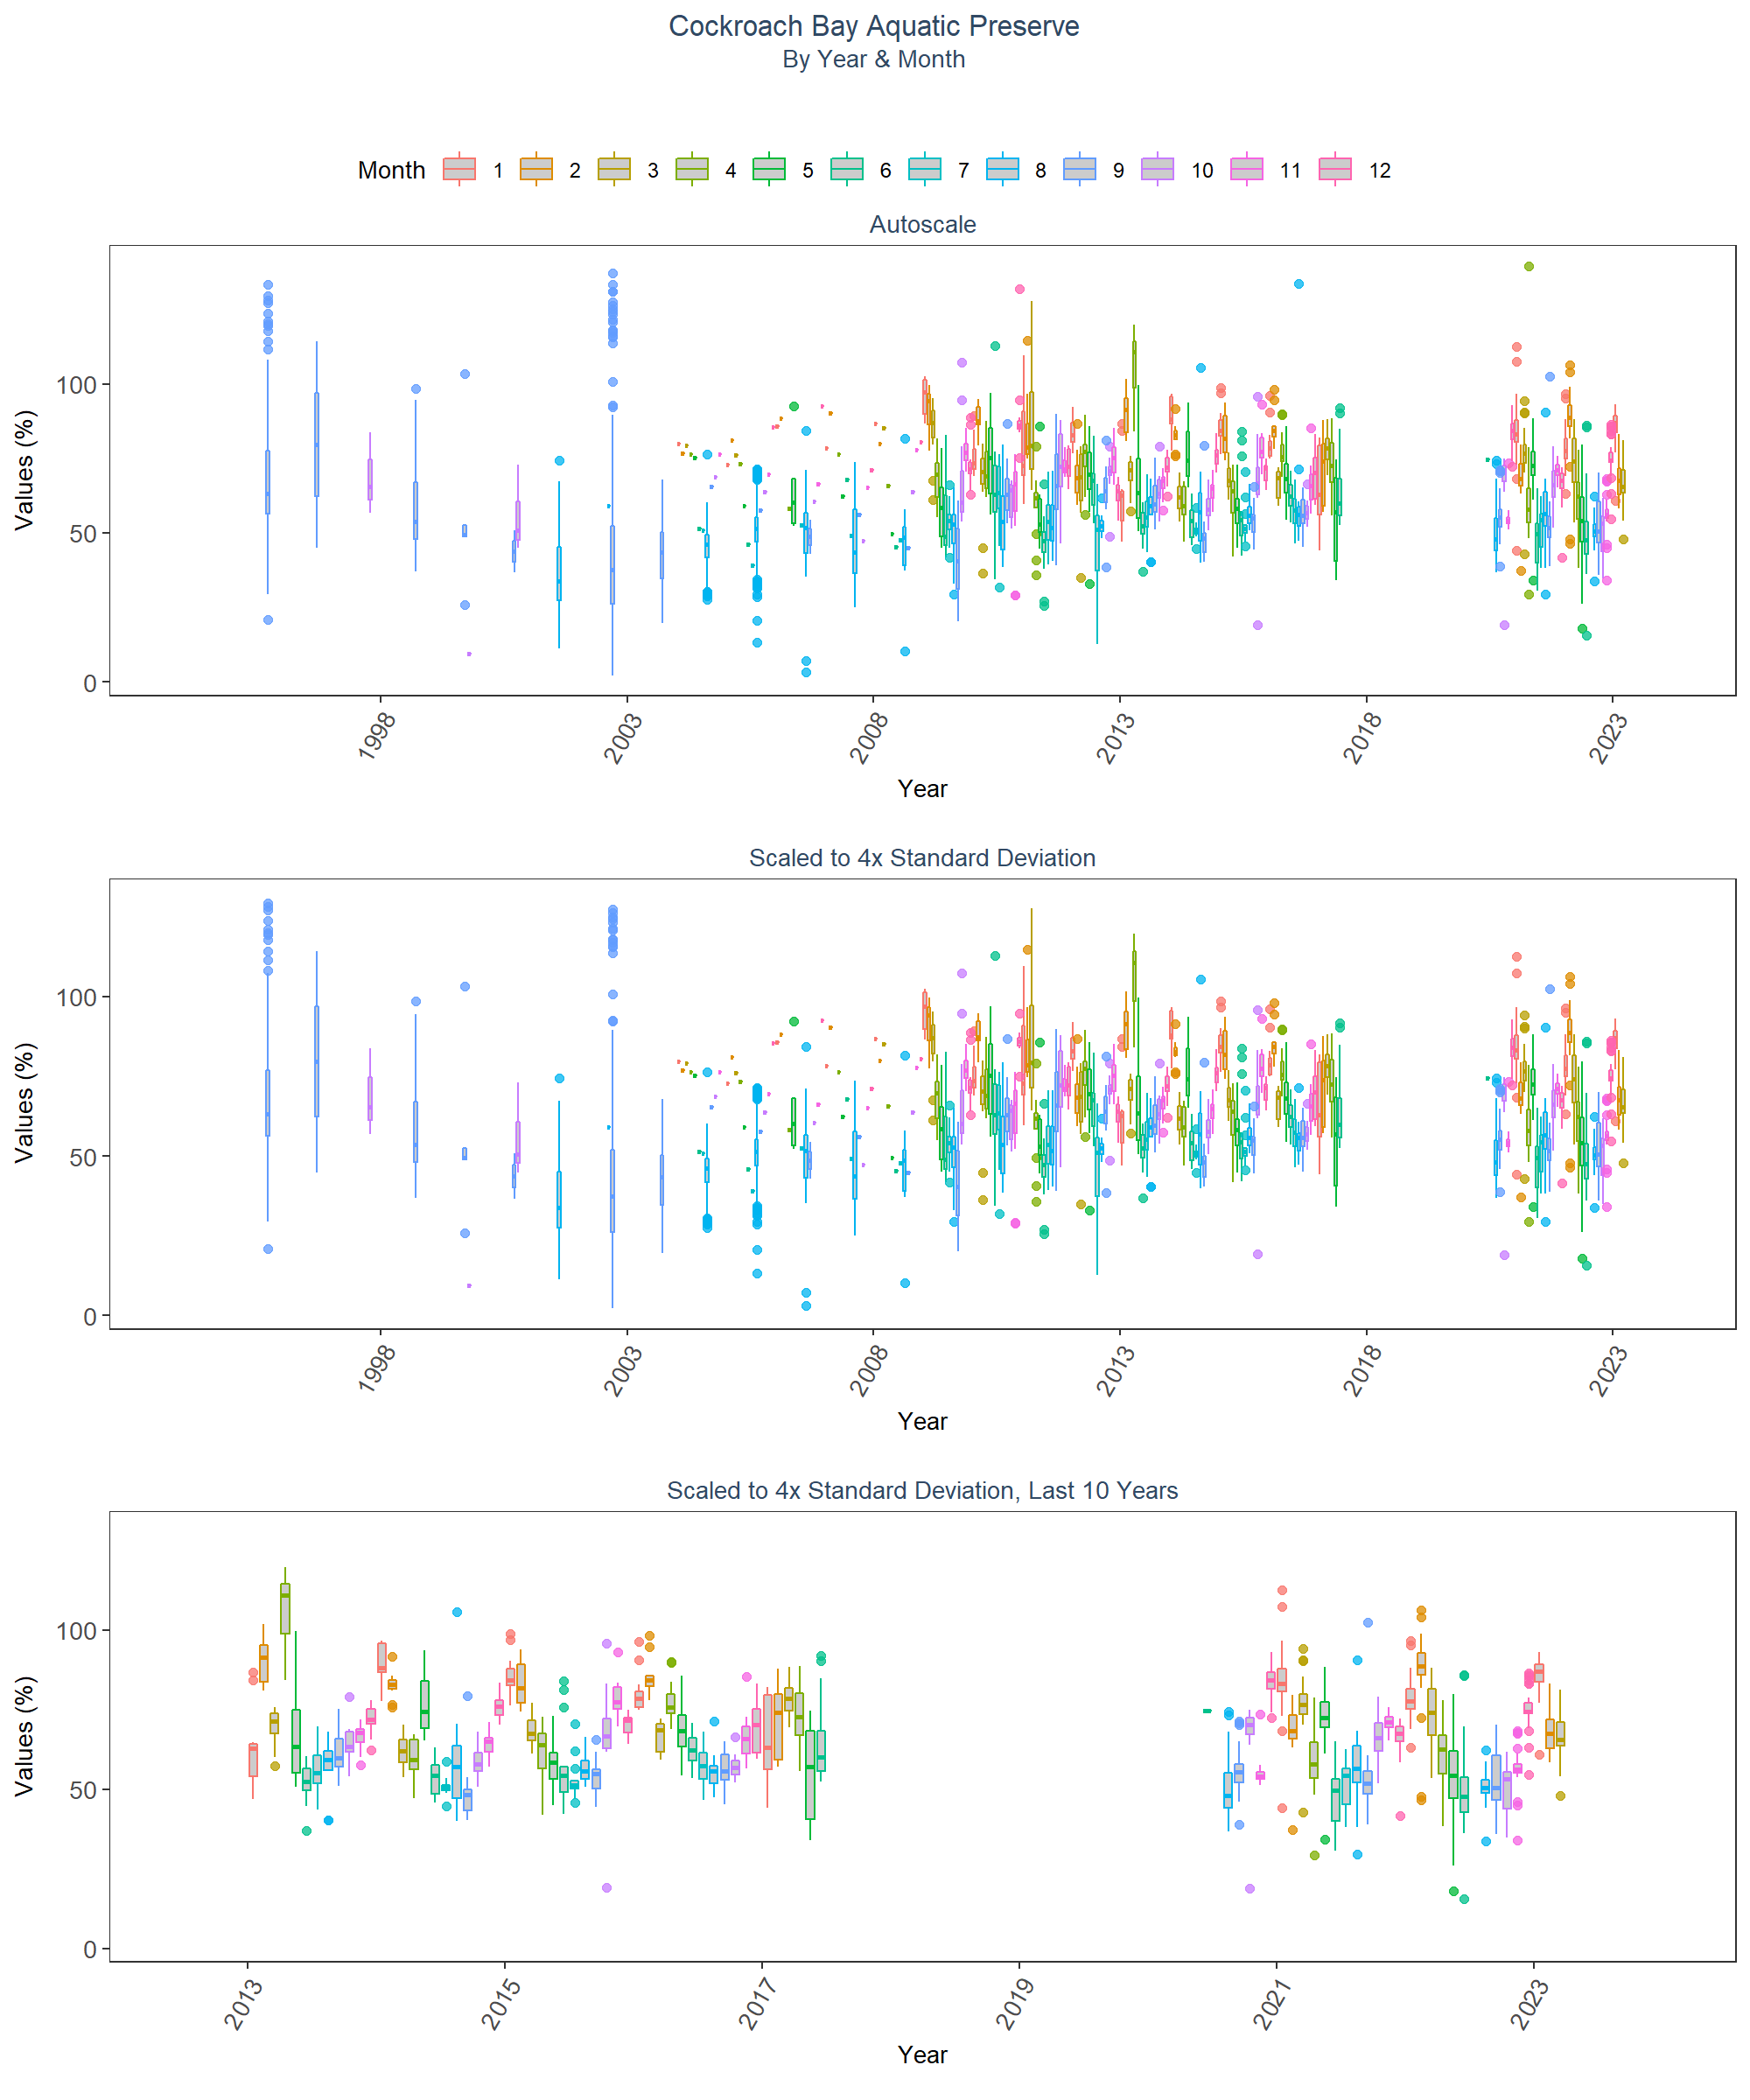 Cockroach Bay Aquatic Preserve
By Year & Month
Month 1 2 3 4 5 6 7 8 9 10 11 12
Autoscale
Values (%)
100
50
0
1998 2003 2008 2013 2018 2023
Year
Scaled to 4x Standard Deviation
Values (%)
100
50
0
1998 2003 2008 2013 2018 2023
Year
Scaled to 4x Standard Deviation, Last 10 Years
Values (%)
100
50
0
2013 2015 2017 2019 2021 2023
Year